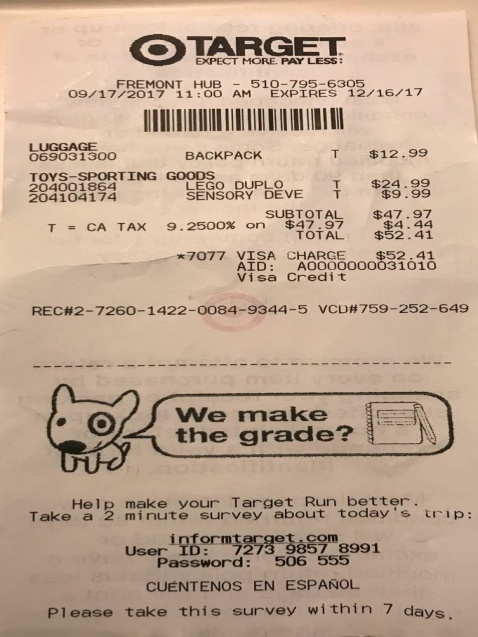 TARGET
EXPECT MORE. PAY LESS.
FREMONT HUB - 510-795-6305
09/17/2017 11:00 AM EXPIRES 12/16/17
LUGGAGE
069031300 BACKPACK T $12.99
TOYS-SPORTING GOODS
204001864 LEGO DUPLO T $24.99
204104174 SENSORY DEVE T $9.99
SUBTOTAL $47.97
T = CA TAX 9.2500% on $47.97 $4.44
TOTAL $52.41
*7077 VISA CHARGE $52.41
AID: A0000000031010
Visa Credit
REC#2-7260-1422-0084-9344-5 VCD#759-252-649
We make
the grade?
Help make your Target Run better.
Take a 2 minute survey about today's trip:
informtarget.com
User ID: 7273 9857 8991
Password: 506 555
CUÉNTENOS EN ESPAÑOL
Please take this survey within 7 days.